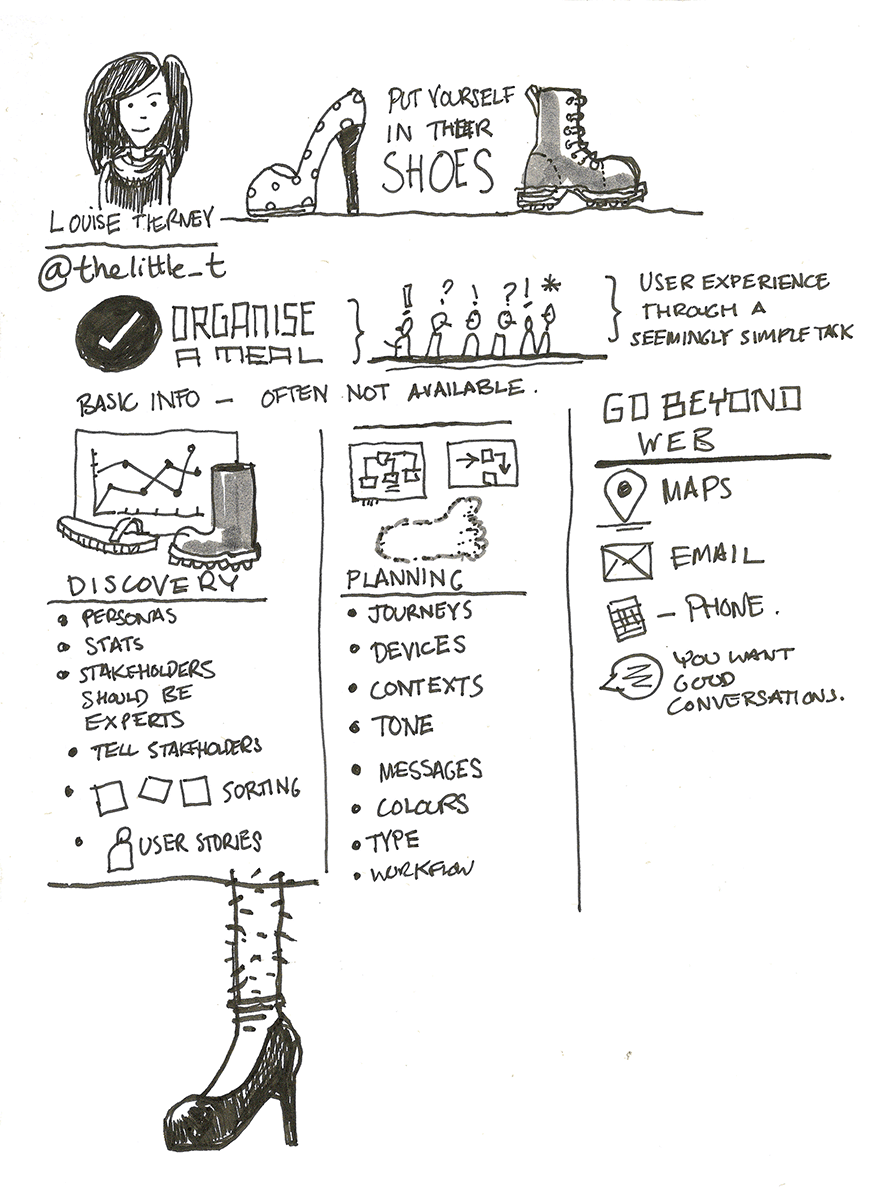 LOUISE TIERNEY
@thelittle_t
PUT YOURSELF
IN THEIR
SHOES
ORGANISE
A MEAL
! ? ! ? ! *
USER EXPERIENCE
THROUGH A
SEEMINGLY SIMPLE TASK
BASIC INFO – OFTEN NOT AVAILABLE.
DISCOVERY
• PERSONAS
• STATS
• STAKEHOLDERS
SHOULD BE
EXPERTS
• TELL STAKEHOLDERS
• SORTING
• USER STORIES
PLANNING
• JOURNEYS
• DEVICES
• CONTEXTS
• TONE
• MESSAGES
• COLOURS
• TYPE
• WORKFLOW
GO BEYOND
WEB
MAPS
EMAIL
– PHONE.
YOU WANT
GOOD
CONVERSATIONS.